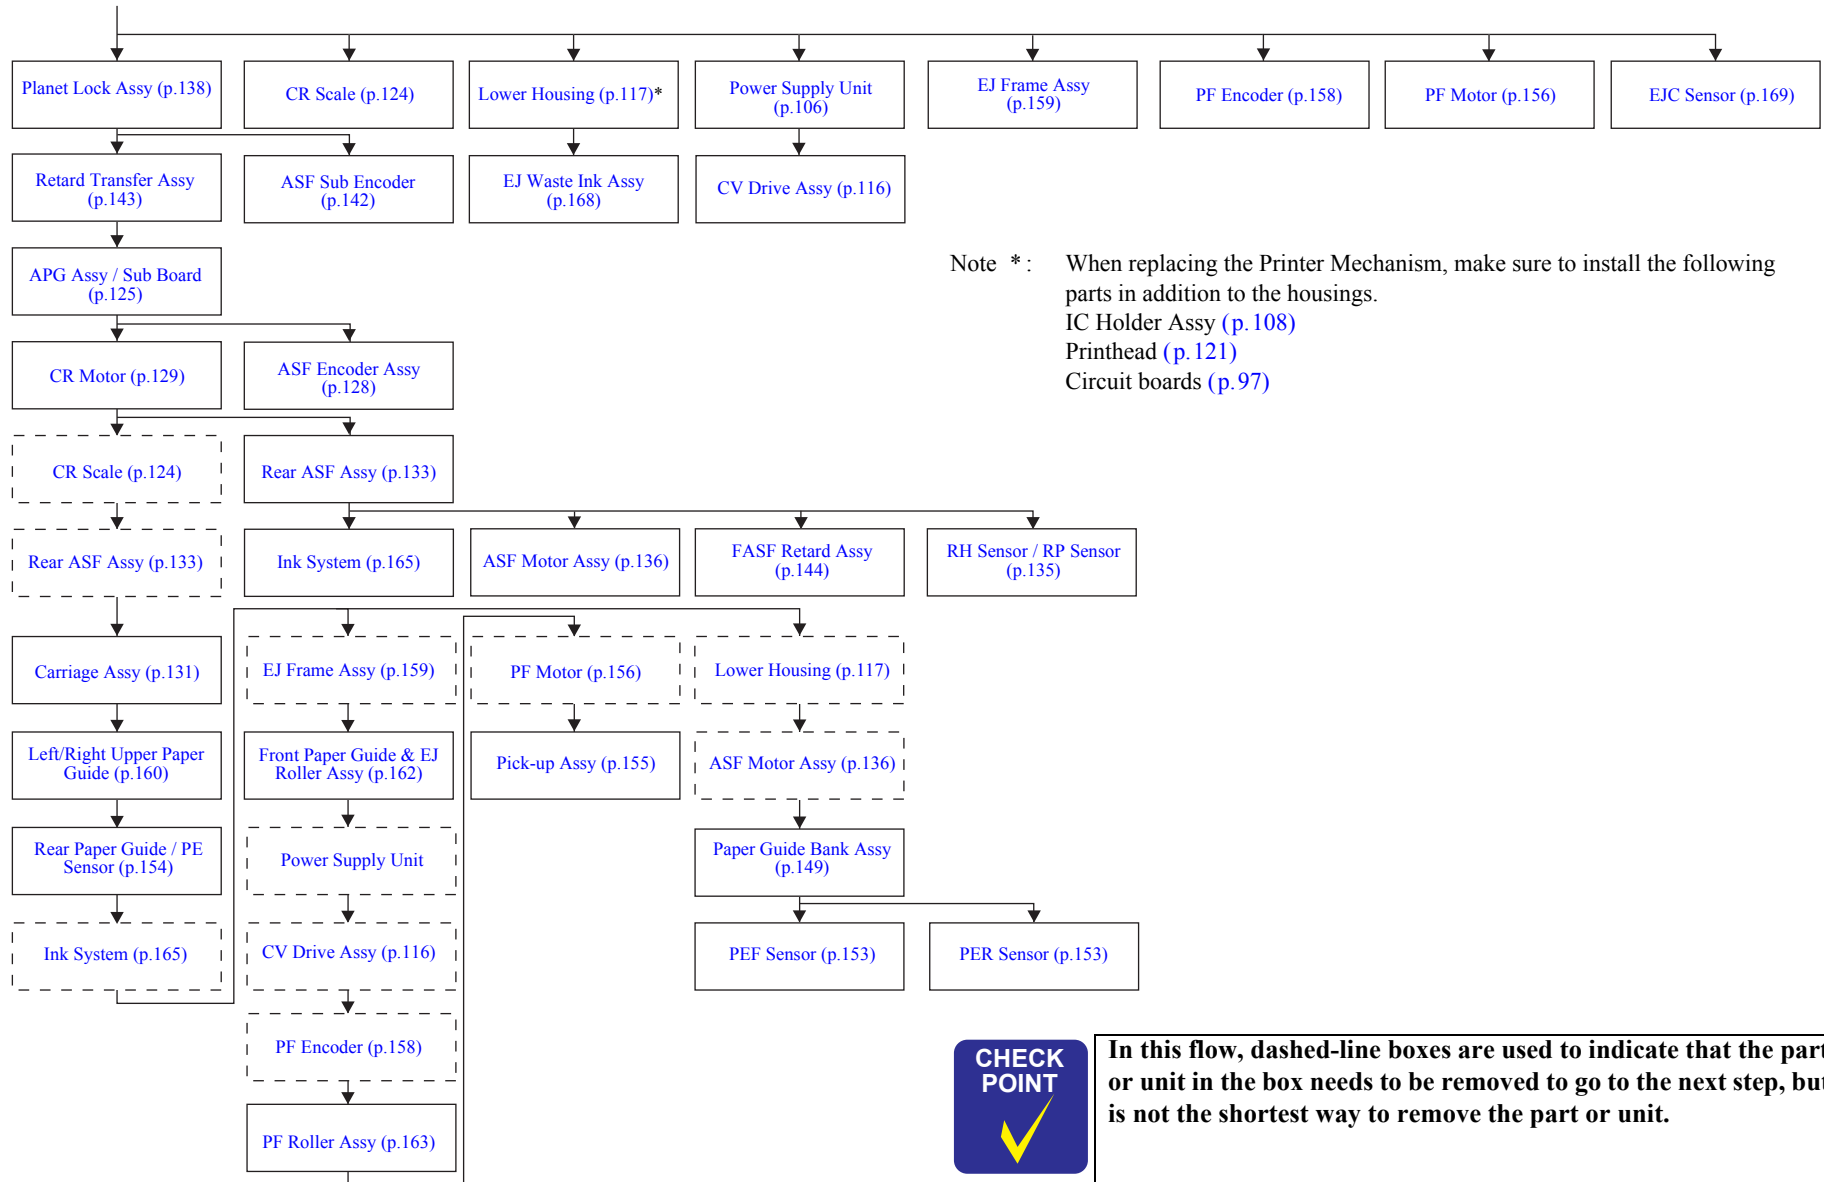 Planet Lock Assy (p.138)
CR Scale (p.124)
Lower Housing (p.117)*
Power Supply Unit
(p.106)
EJ Frame Assy
(p.159)
PF Encoder (p.158)
PF Motor (p.156)
EJC Sensor (p.169)
Retard Transfer Assy
(p.143)
ASF Sub Encoder
(p.142)
EJ Waste Ink Assy
(p.168)
CV Drive Assy (p.116)
APG Assy / Sub Board
(p.125)
Note * : When replacing the Printer Mechanism, make sure to install the following
parts in addition to the housings.
IC Holder Assy (p.108)
Printhead (p.121)
Circuit boards (p.97)
CR Motor (p.129)
ASF Encoder Assy
(p.128)
CR Scale (p.124)
Rear ASF Assy (p.133)
Rear ASF Assy (p.133)
Ink System (p.165)
ASF Motor Assy (p.136)
FASF Retard Assy
(p.144)
RH Sensor / RP Sensor
(p.135)
Carriage Assy (p.131)
EJ Frame Assy (p.159)
PF Motor (p.156)
Lower Housing (p.117)
Left/Right Upper Paper
Guide (p.160)
Front Paper Guide & EJ
Roller Assy (p.162)
Pick-up Assy (p.155)
ASF Motor Assy (p.136)
Rear Paper Guide / PE
Sensor (p.154)
Power Supply Unit
Paper Guide Bank Assy
(p.149)
Ink System (p.165)
CV Drive Assy (p.116)
PEF Sensor (p.153)
PER Sensor (p.153)
PF Encoder (p.158)
PF Roller Assy (p.163)
CHECK
POINT
In this flow, dashed-line boxes are used to indicate that the part
or unit in the box needs to be removed to go to the next step, but
is not the shortest way to remove the part or unit.